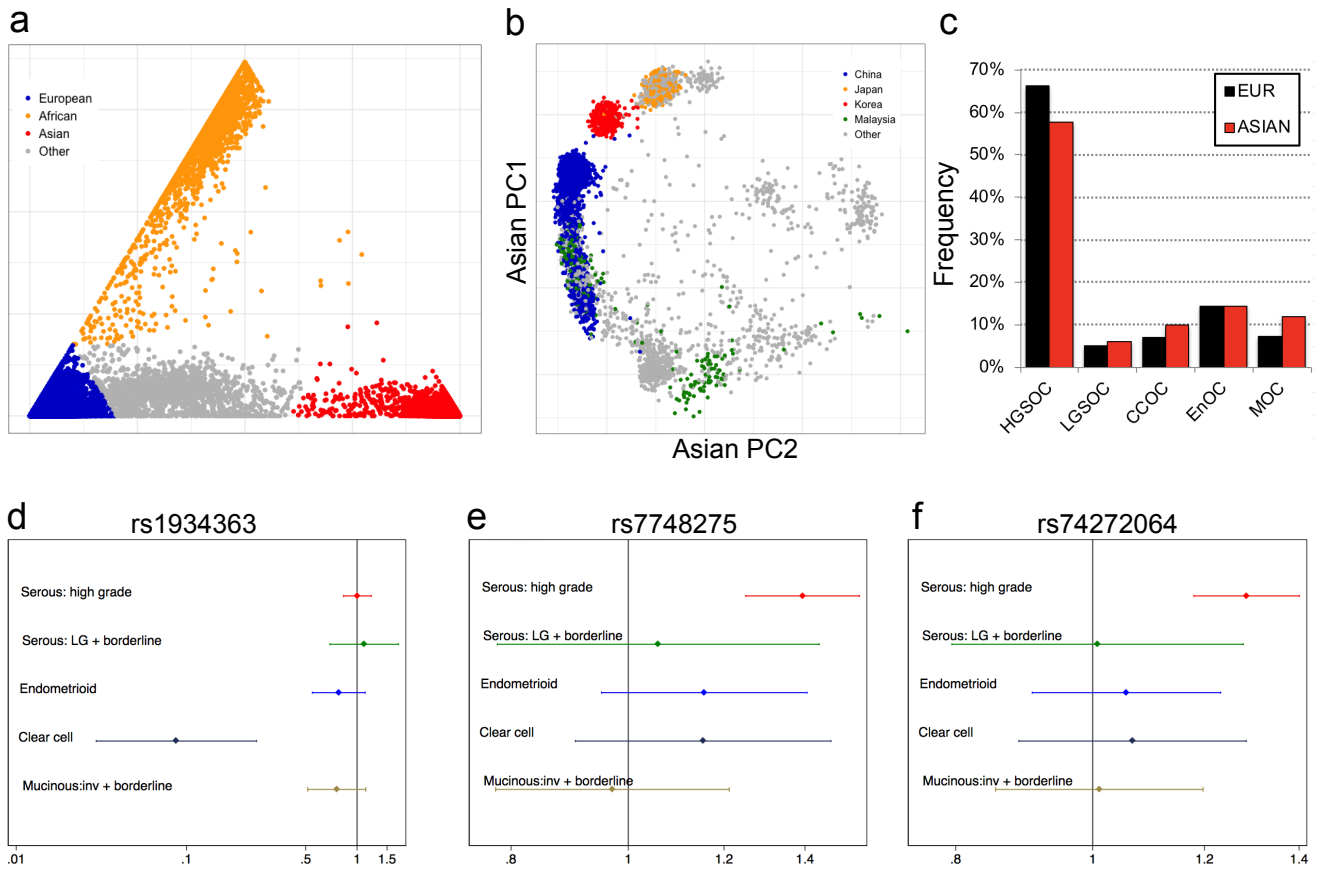 a
European
African
Asian
Other
b
China
Japan
Korea
Malaysia
Other
Asian PC1
Asian PC2
c
70%
60%
50%
40%
30%
20%
10%
0%
Frequency
EUR
ASIAN
HGSOC
LGSOC
CCOC
EnOC
MOC
d
rs1934363
Serous: high grade
Serous: LG + borderline
Endometrioid
Clear cell
Mucinous:inv + borderline
.01
.1
.5
1
1.5
e
rs7748275
Serous: high grade
Serous: LG + borderline
Endometrioid
Clear cell
Mucinous:inv + borderline
.8
1
1.2
1.4
f
rs74272064
Serous: high grade
Serous: LG + borderline
Endometrioid
Clear cell
Mucinous:inv + borderline
.8
1
1.2
1.4